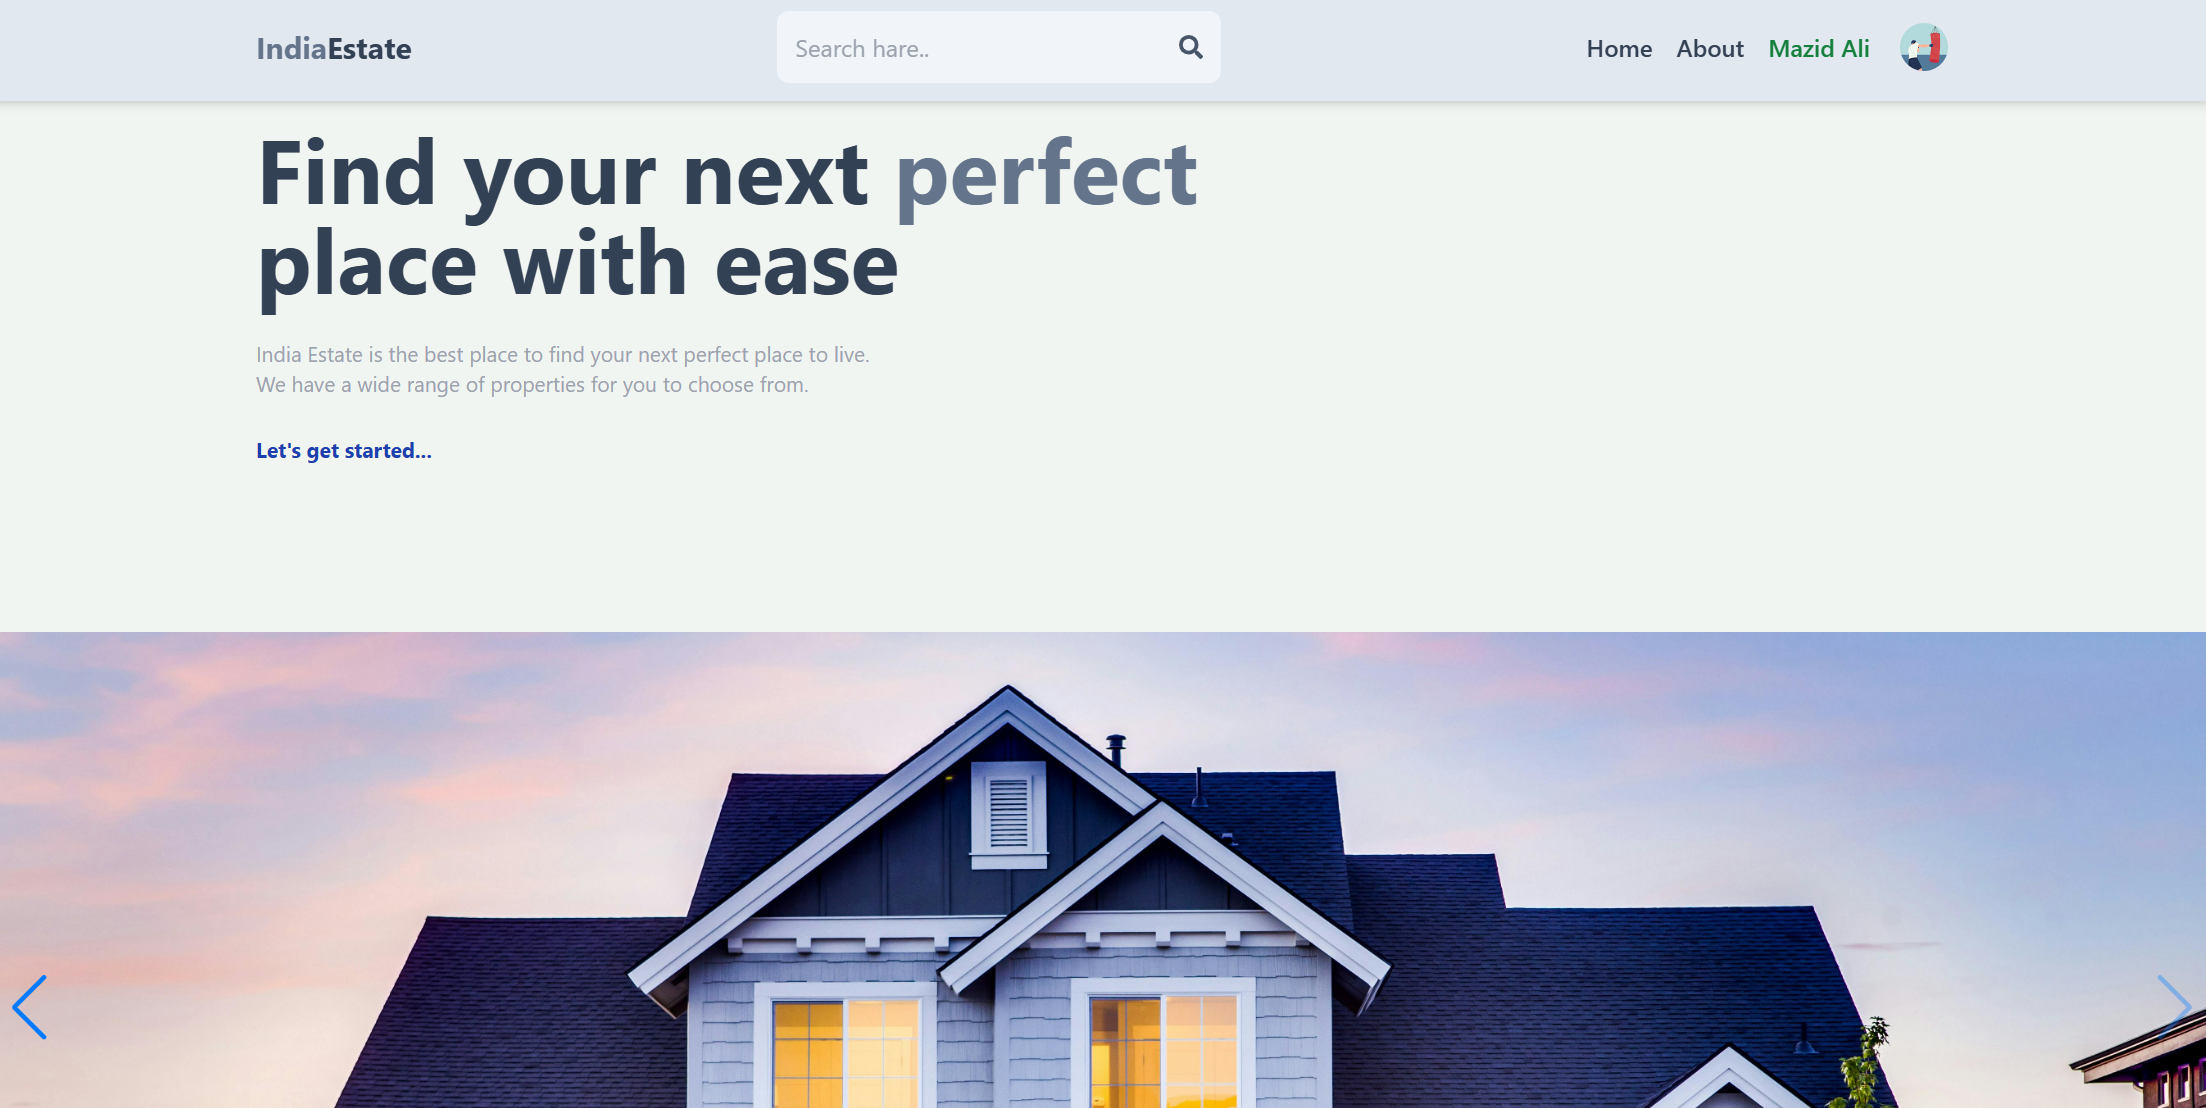 IndiaEstate
Search hare..
Home About Mazid Ali
Find your next perfect
place with ease
India Estate is the best place to find your next perfect place to live.
We have a wide range of properties for you to choose from.
Let's get started...